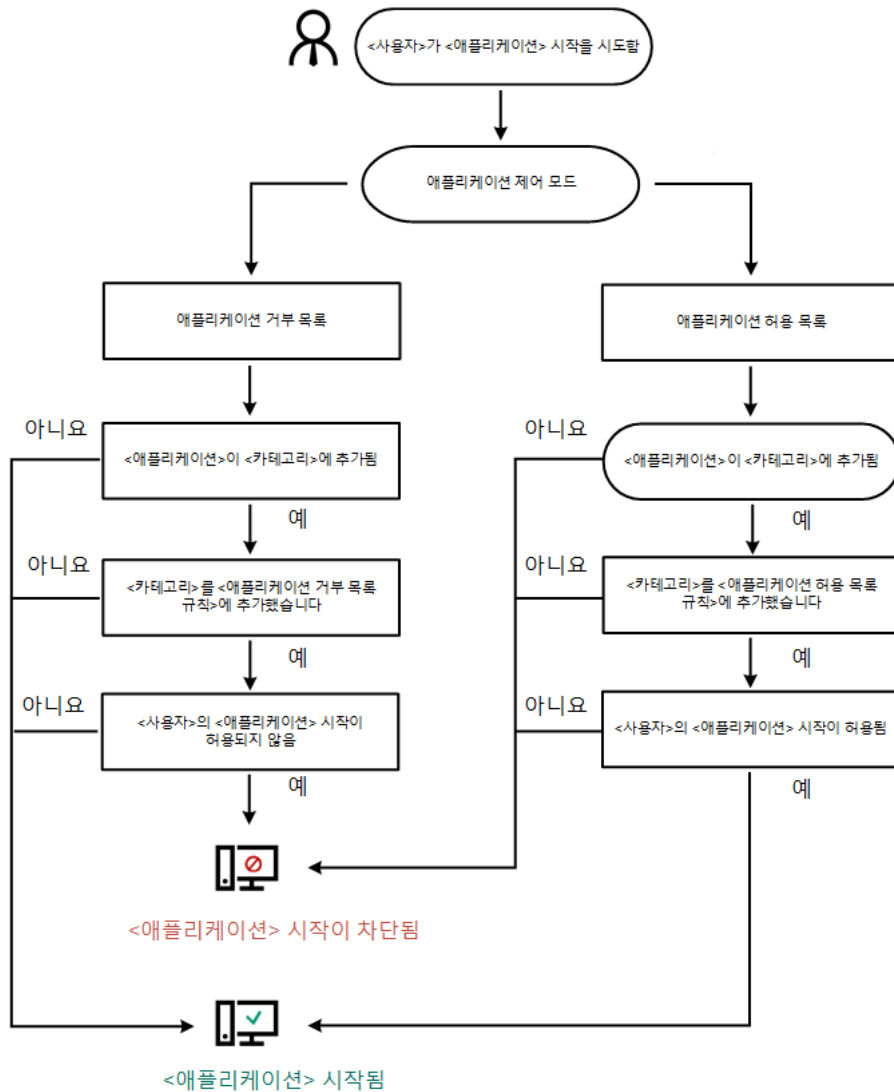 <사용자>가 <애플리케이션> 시작을 시도함
애플리케이션 제어 모드
애플리케이션 거부 목록
애플리케이션 허용 목록
아니요
<애플리케이션>이 <카테고리>에 추가됨
예
아니요
<애플리케이션>이 <카테고리>에 추가됨
예
아니요
<카테고리>를 <애플리케이션 거부 목록
규칙>에 추가했습니다
예
아니요
<카테고리>를 <애플리케이션 허용 목록
규칙>에 추가했습니다
예
아니요
<사용자>의 <애플리케이션> 시작이
허용되지 않음
예
아니요
<사용자>의 <애플리케이션> 시작이 허용됨
예
<애플리케이션> 시작이 차단됨
<애플리케이션> 시작됨